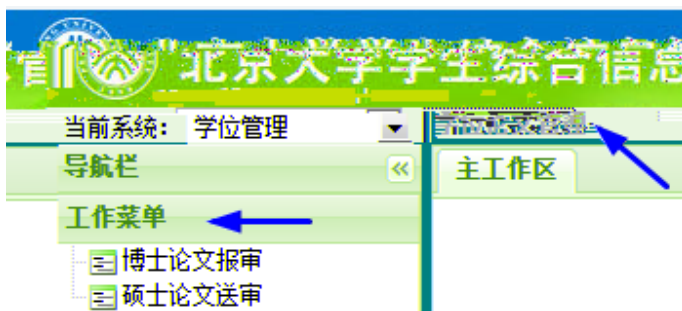 北京大学学生综合信息
当前系统： 学位管理
导航栏
主工作区
工作菜单
博士论文报审
硕士论文送审